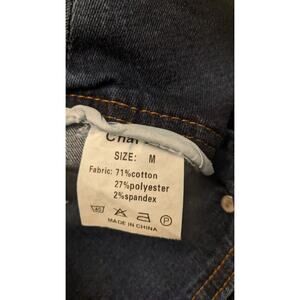 SIZE: M
Fabric: 71%cotton
27%polyester
2%spandex
MADE IN CHINA